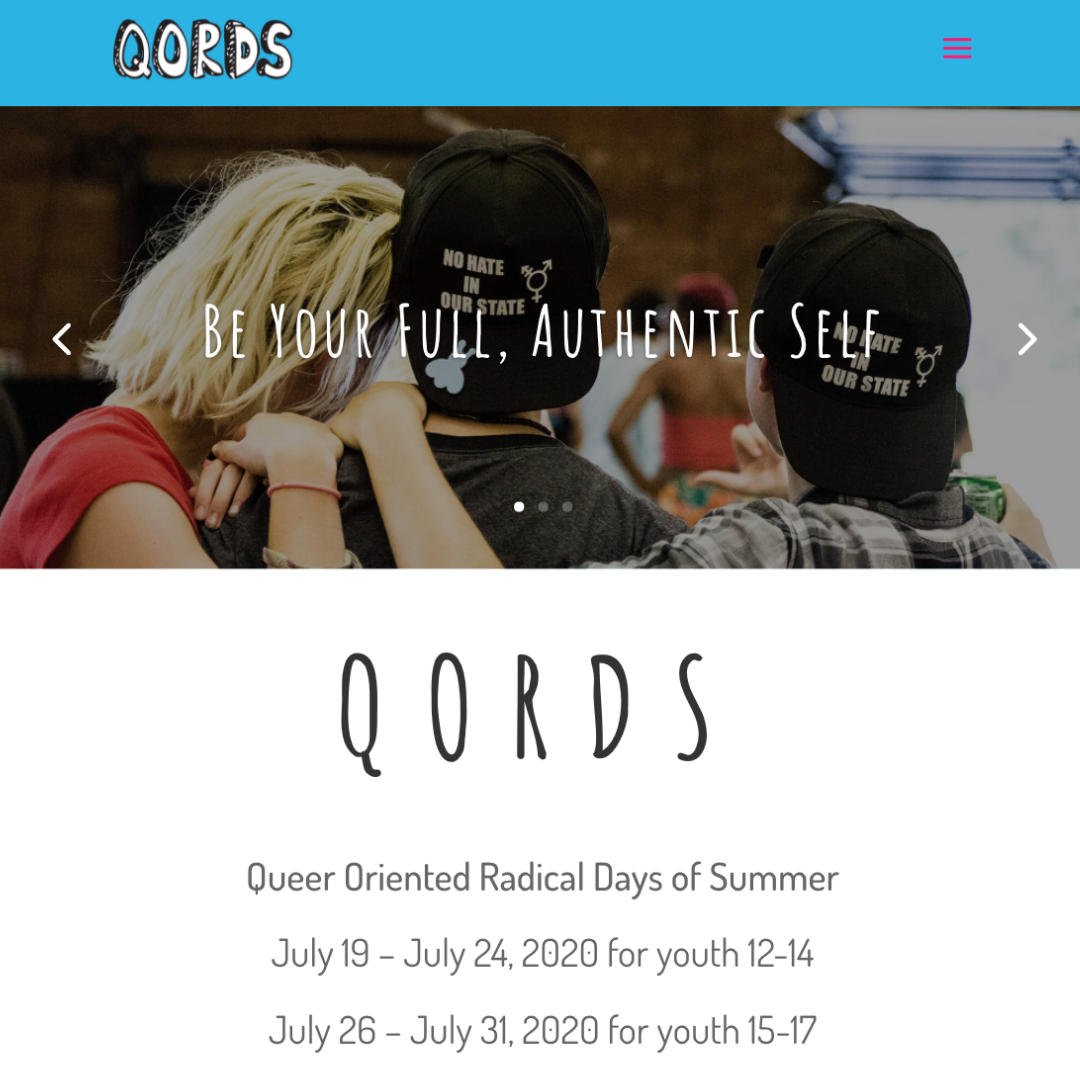 QORDS
NO HATE
IN
OUR STATE
Be Your Full, Authentic Self
NO HATE
IN
OUR STATE
QORDS
Queer Oriented Radical Days of Summer
July 19 – July 24, 2020 for youth 12-14
July 26 – July 31, 2020 for youth 15-17